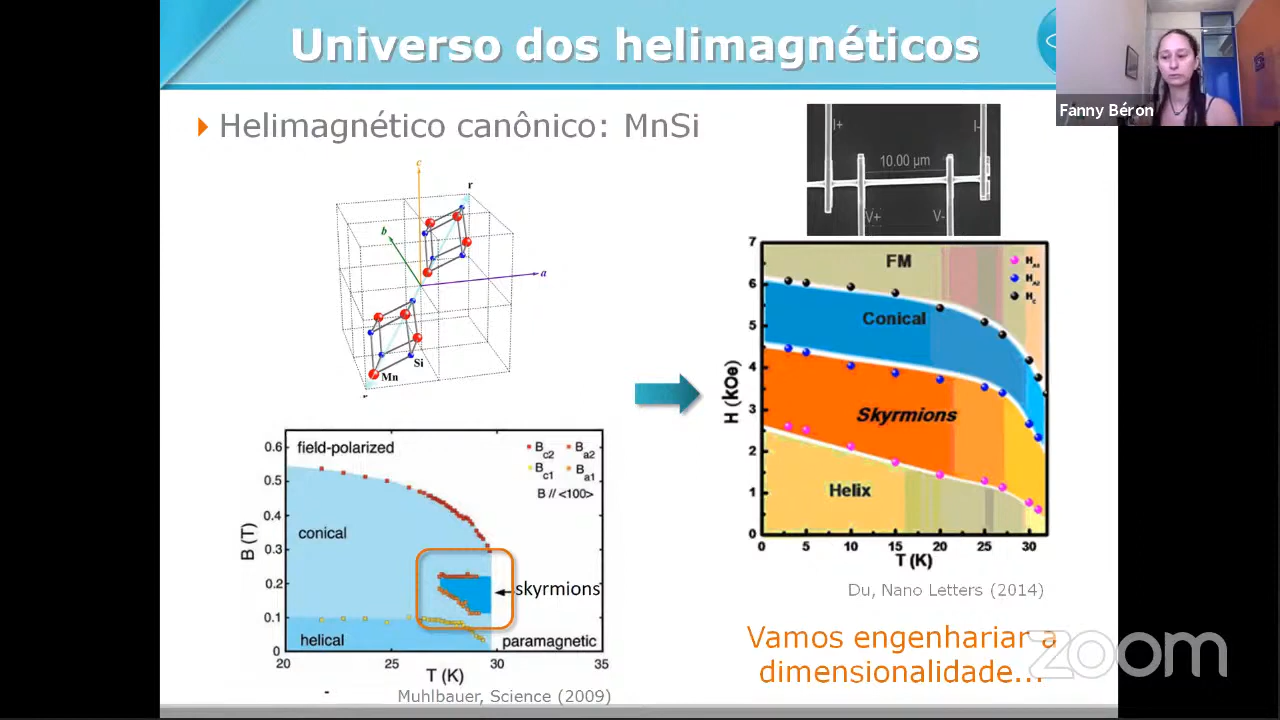 Universo dos helimagnéticos
Fanny Béron
Helimagnético canônico: MnSi
c
r
b
a
Si
Mn
I+
I-
10.00 µm
V+
V-
7
6
5
4
3
2
1
0
H (kOe)
FM
Conical
Skyrmions
Helix
H_A1
H_A2
H_C
0 5 10 15 20 25 30
T (K)
Du, Nano Letters (2014)
0.6
0.5
0.4
0.3
0.2
0.1
0
B (T)
field-polarized
B_c2 B_a2
B_c1 B_a1
B // <100>
conical
skyrmions
helical
paramagnetic
20 25 30 35
T (K)
Muhlbauer, Science (2009)
Vamos engenhariar a
dimensionalidade...
zoom